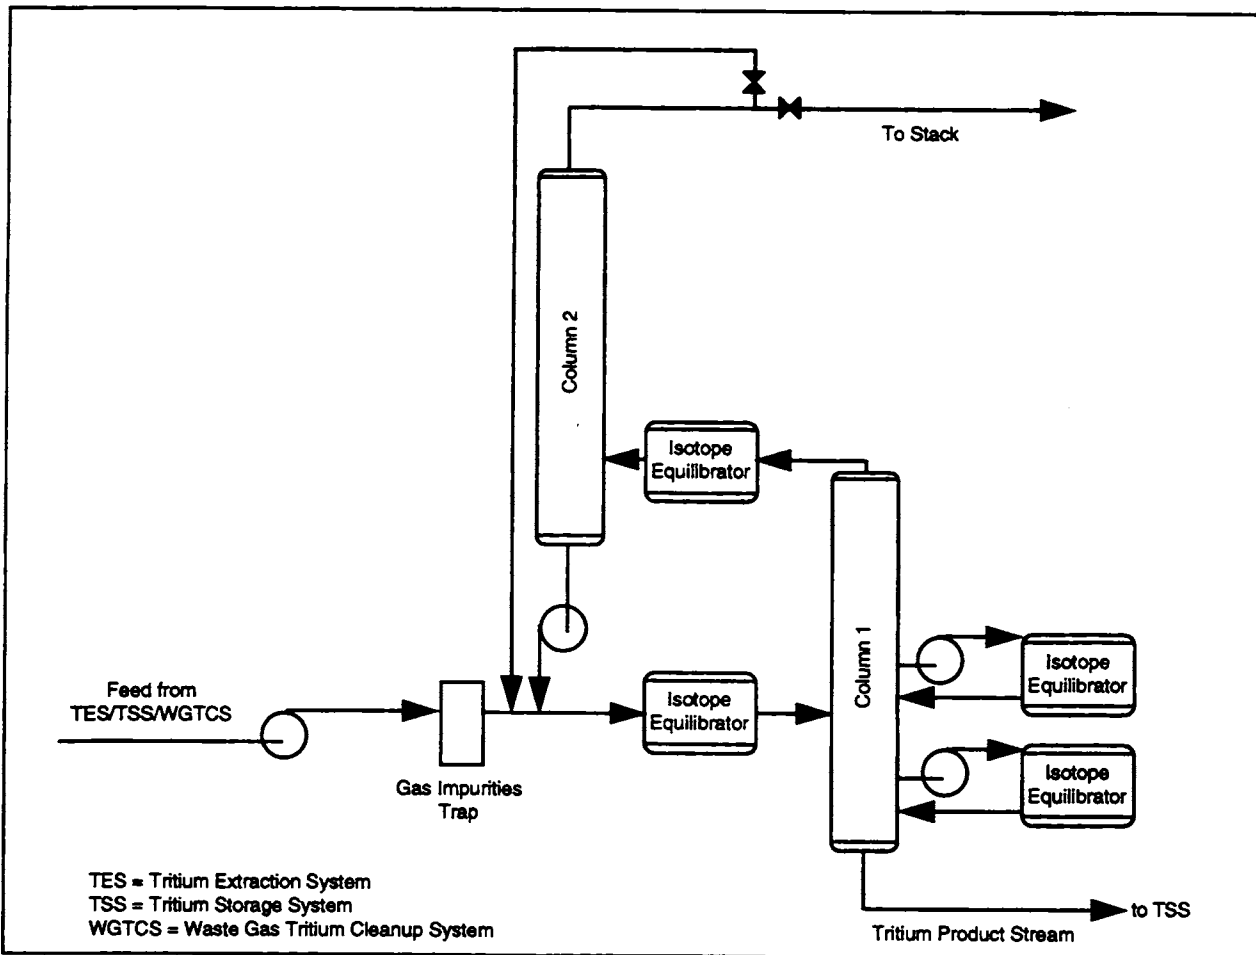 To Stack
Column 2
Isotope
Equilibrator
Column 1
Isotope
Equilibrator
Feed from
TES/TSS/WGTCS
Isotope
Equilibrator
Gas Impurities
Trap
Isotope
Equilibrator
TES = Tritium Extraction System
TSS = Tritium Storage System
WGTCS = Waste Gas Tritium Cleanup System
to TSS
Tritium Product Stream